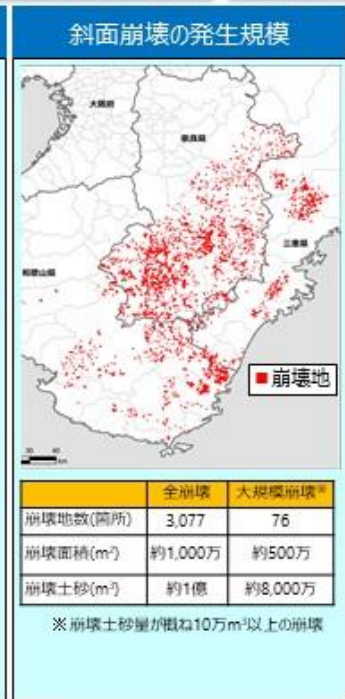 斜面崩壊の発生規模
大阪府
奈良県
三重県
和歌山県
■崩壊地
全崩壊 大規模崩壊※
崩壊地数(箇所) 3,077 76
崩壊面積(m²) 約1,000万 約500万
崩壊土砂(m³) 約1億 約8,000万
※崩壊土砂量が概ね10万m³以上の崩壊